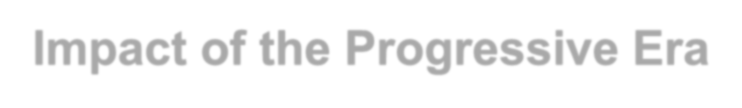 Impact of the Progressive Era